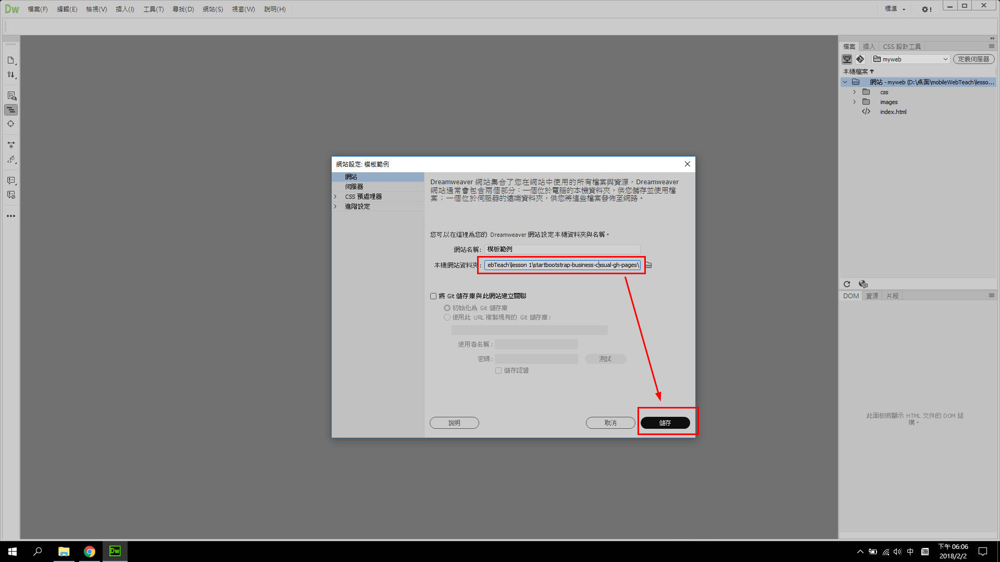 Dw 檔案(F) 編輯(E) 檢視(V) 插入(I) 工具(T) 尋找(D) 網站(S) 視窗(W) 說明(H) 標準
檔案 插入 CSS 設計工具
myweb 定義伺服器
本機檔案
網站 - myweb (D:\桌面\mobileWebTeach\lesso...
css
images
index.html
網站設定: 模板範例
網站
伺服器
CSS 預處理器
進階設定
Dreamweaver 網站集合了您在網站中使用的所有檔案與資源，Dreamweaver
網站通常會包含兩個部分：一個位於電腦的本機資料夾，供您儲存並使用檔
案；一個位於伺服器的遠端資料夾，供您將這些檔案發佈至網路。
您可以在這裡為您的 Dreamweaver 網站設定本機資料夾與名稱。
網站名稱: 模板範例
本機網站資料夾: ebTeach\lesson 1\startbootstrap-business-casual-gh-pages\
將 Git 儲存庫與此網站建立關聯
初始化為 Git 儲存庫
使用此 URL 複製現有的 Git 儲存庫:
使用者名稱:
密碼: 測試
儲存認證
說明 取消 儲存
DOM 資源 片段
此面板將顯示 HTML 文件的 DOM 結
構。
Dw
中
下午 06:06
2018/2/2